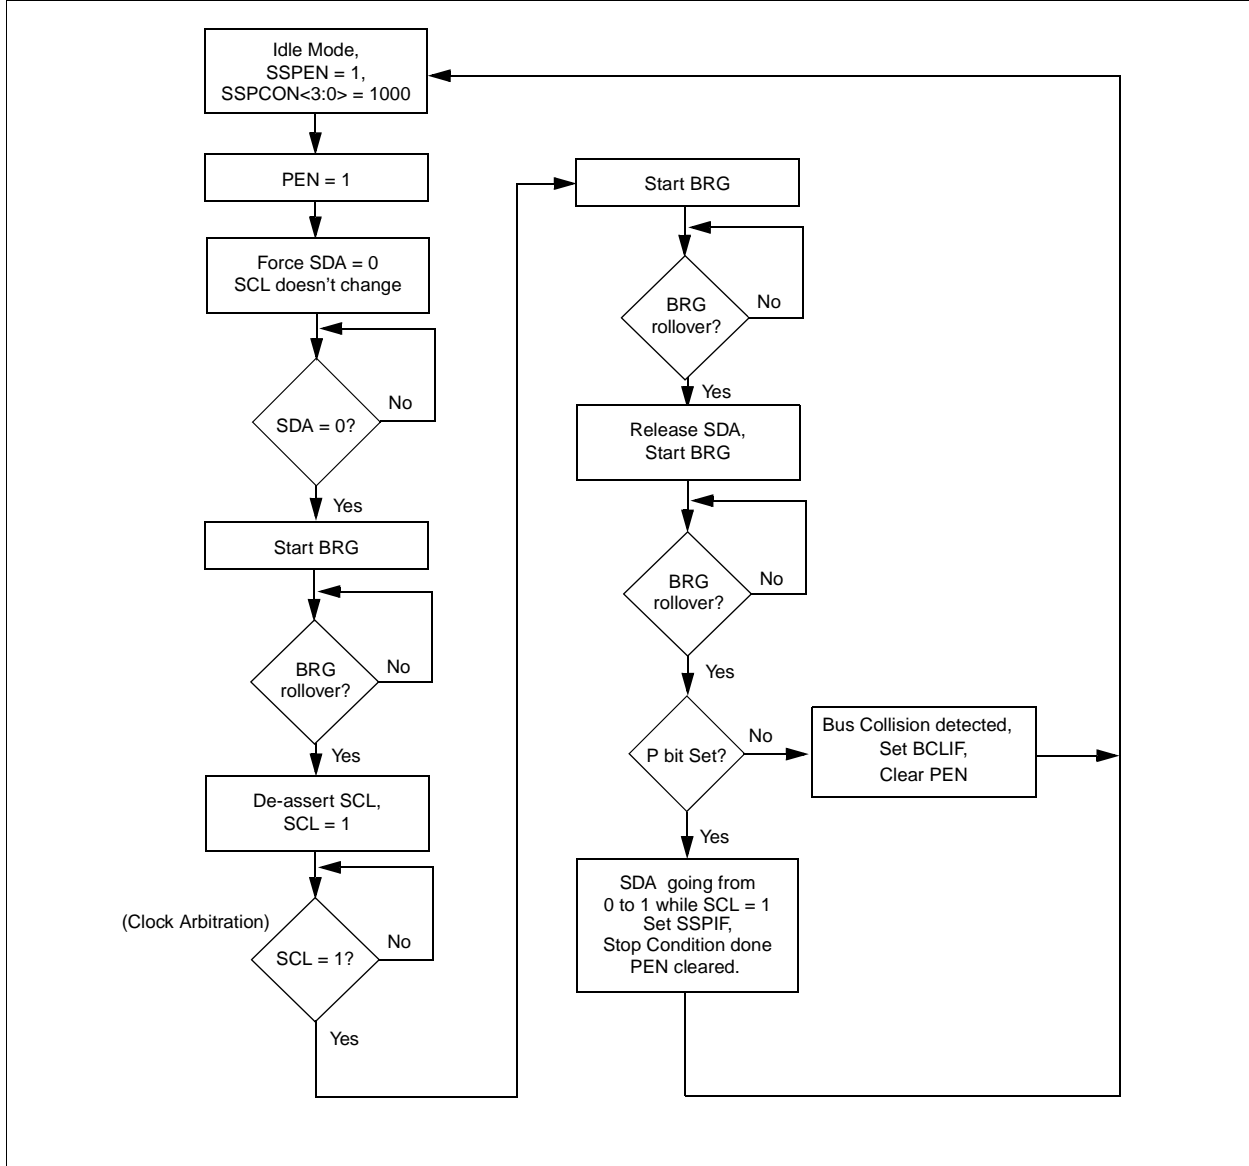 Idle Mode,
SSPEN = 1,
SSPCON<3:0> = 1000
PEN = 1
Force SDA = 0
SCL doesn't change
SDA = 0?
No
Yes
Start BRG
BRG
rollover?
No
Yes
De-assert SCL,
SCL = 1
(Clock Arbitration)
SCL = 1?
No
Yes
Start BRG
BRG
rollover?
No
Yes
Release SDA,
Start BRG
BRG
rollover?
No
Yes
P bit Set?
No
Bus Collision detected,
Set BCLIF,
Clear PEN
Yes
SDA going from
0 to 1 while SCL = 1
Set SSPIF,
Stop Condition done
PEN cleared.